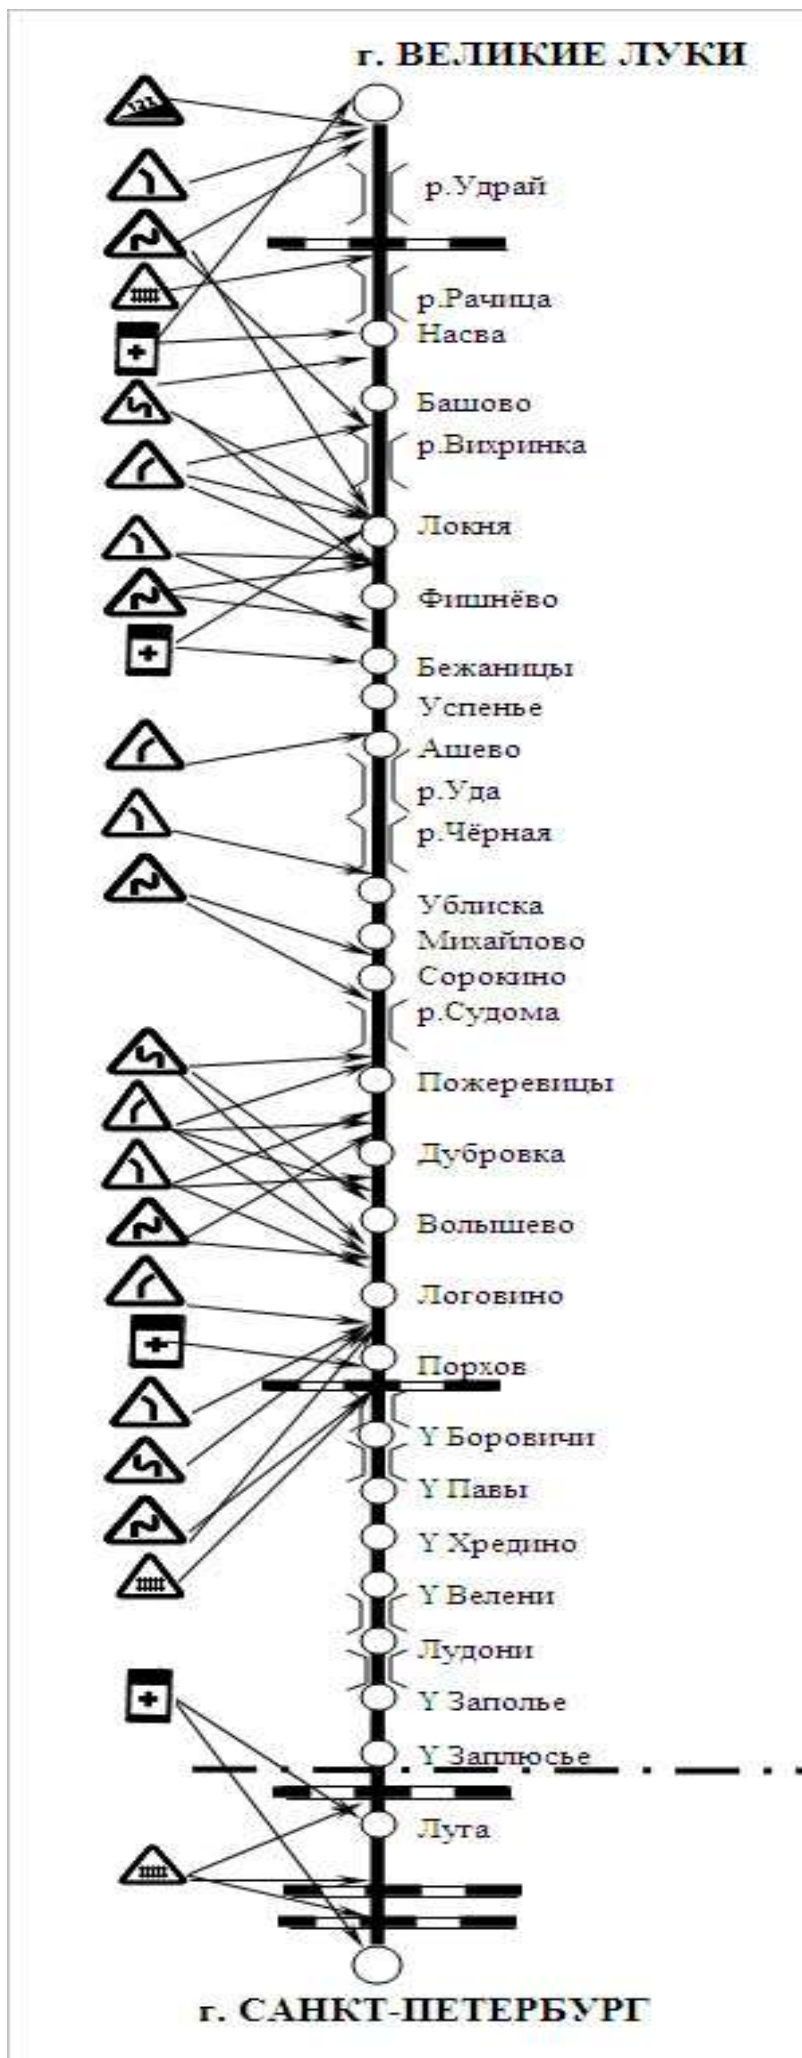 г. ВЕЛИКИЕ ЛУКИ
р.Удрай
р.Рачица
Насва
Башово
р.Вихринка
Локня
Фишнёво
Бежаницы
Успенье
Ашево
р.Уда
р.Чёрная
Ублиска
Михайлово
Сорокино
р.Судома
Пожеревицы
Дубровка
Волышево
Логовино
Порхов
Y Боровичи
Y Павы
Y Хредино
Y Велени
Лудони
Y Заполье
Y Заплюсье
Луга
г. САНКТ-ПЕТЕРБУРГ